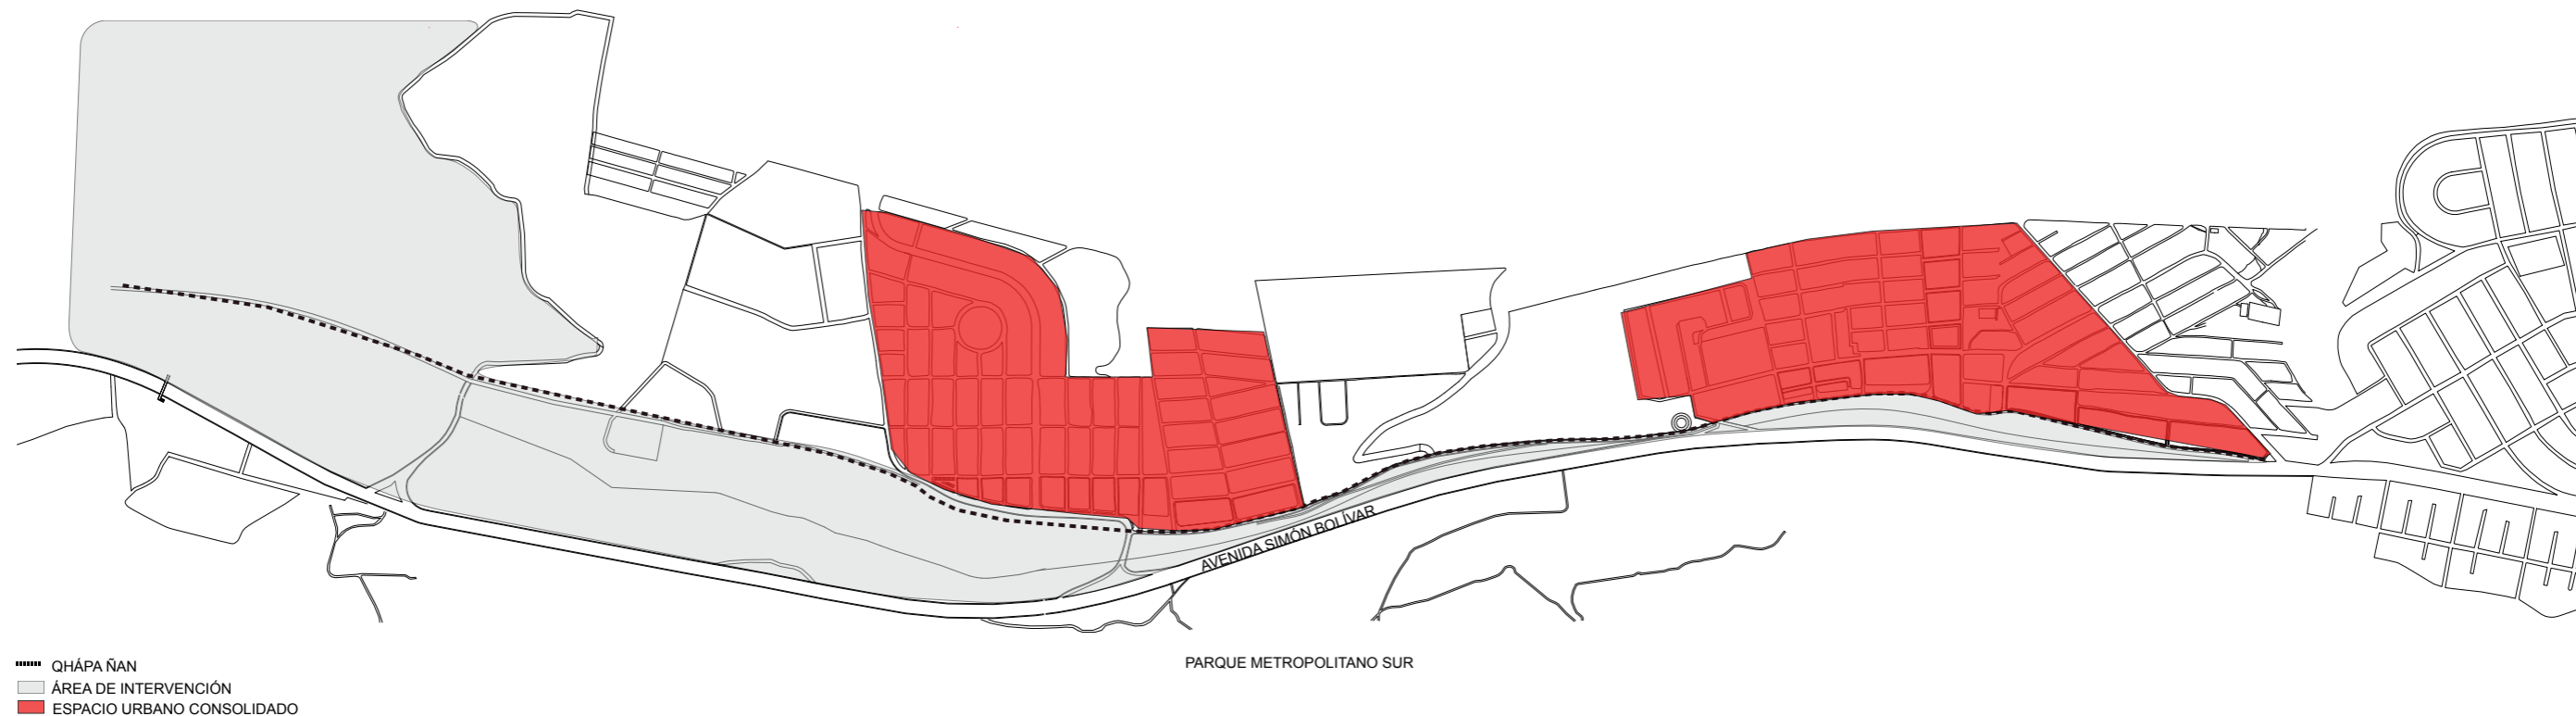 AVENIDA SIMÓN BOLÍVAR
PARQUE METROPOLITANO SUR
QHÁPA ÑAN
ÁREA DE INTERVENCIÓN
ESPACIO URBANO CONSOLIDADO